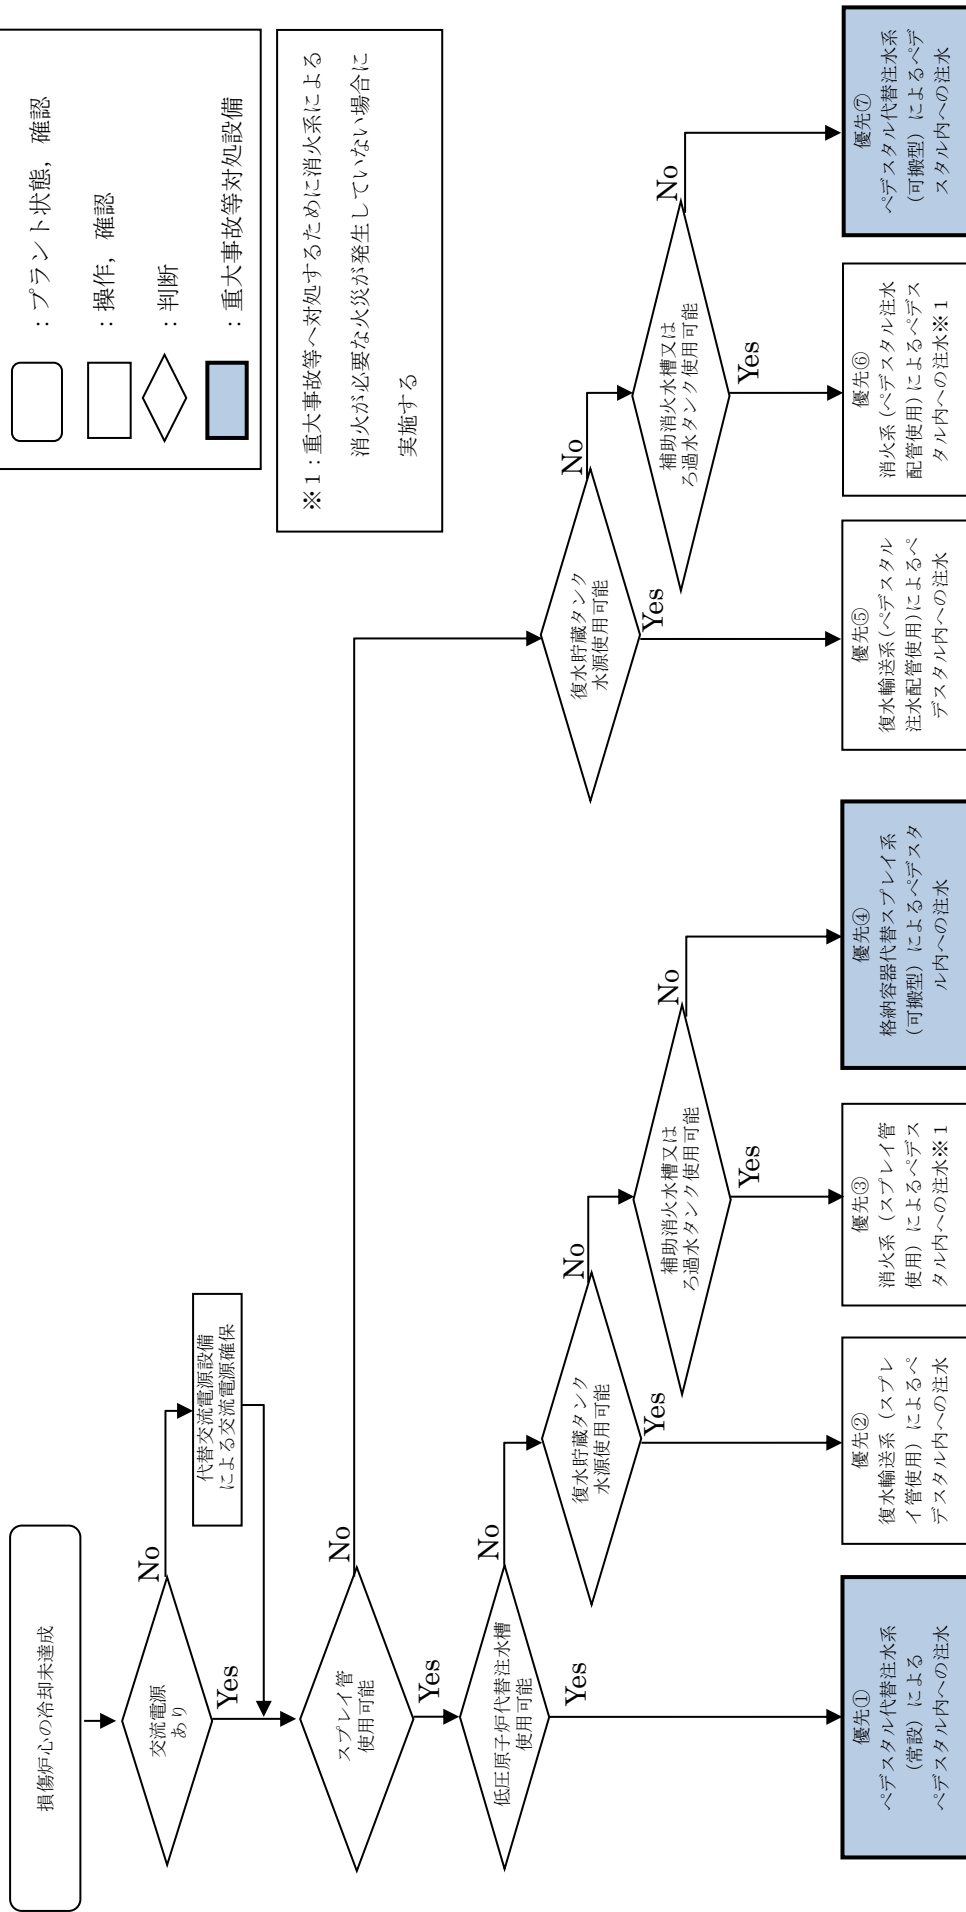 ：プラント状態，確認
：操作，確認
：判断
：重大事故等対処設備
※１：重大事故等へ対処するために消火系による
消火が必要な火災が発生していない場合に
実施する
損傷炉心の冷却未達成
交流電源
あり
No
Yes
代替交流電源設備
による交流電源確保
スプレイ管
使用可能
No
Yes
低圧原子炉代替注水槽
使用可能
No
Yes
復水貯蔵タンク
水源使用可能
No
Yes
補助消火水槽又は
ろ過水タンク使用可能
No
Yes
復水貯蔵タンク
水源使用可能
No
Yes
補助消火水槽又は
ろ過水タンク使用可能
No
Yes
優先①
ペデスタル代替注水系
（常設）による
ペデスタル内への注水
優先②
復水輸送系（スプレ
イ管使用）によるペ
デスタル内への注水
優先③
消火系（スプレイ管
使用）によるペデス
タル内への注水※１
優先④
格納容器代替スプレイ系
（可搬型）によるペデスタ
ル内への注水
優先⑤
復水輸送系(ペデスタル
注水配管使用)によるペ
デスタル内への注水
優先⑥
消火系(ペデスタル注水
配管使用)によるペデス
タル内への注水※１
優先⑦
ペデスタル代替注水系
（可搬型）によるペデ
スタル内への注水